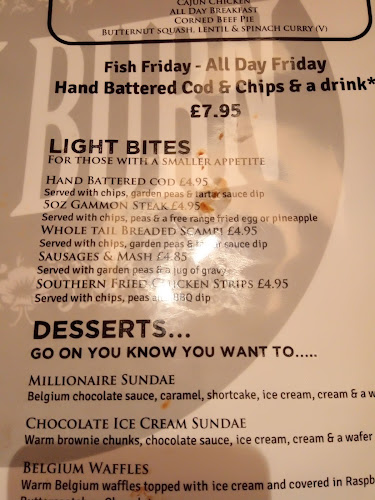 Cajun Chicken
All Day Breakfast
Corned Beef Pie
Butternut squash, lentil & spinach curry (V)
Fish Friday - All Day Friday
Hand Battered Cod & Chips & a drink*
£7.95
LIGHT BITES
For those with a smaller appetite
Hand Battered cod £4.95
Served with chips, garden peas & tartar sauce dip
5oz Gammon Steak £4.95
Served with chips, peas & a free range fried egg or pineapple
Whole tail Breaded Scampi £4.95
Served with chips, garden peas & tartar sauce dip
Sausages & Mash £4.85
Served with garden peas & a jug of gravy
Southern Fried Chicken Strips £4.95
Served with chips, peas and BBQ dip
DESSERTS...
GO ON YOU KNOW YOU WANT TO.....
Millionaire Sundae
Belgium chocolate sauce, caramel, shortcake, ice cream, cream & a
Chocolate Ice Cream Sundae
Warm brownie chunks, chocolate sauce, ice cream, cream & a wafer
Belgium Waffles
Warm Belgium waffles topped with ice cream and covered in